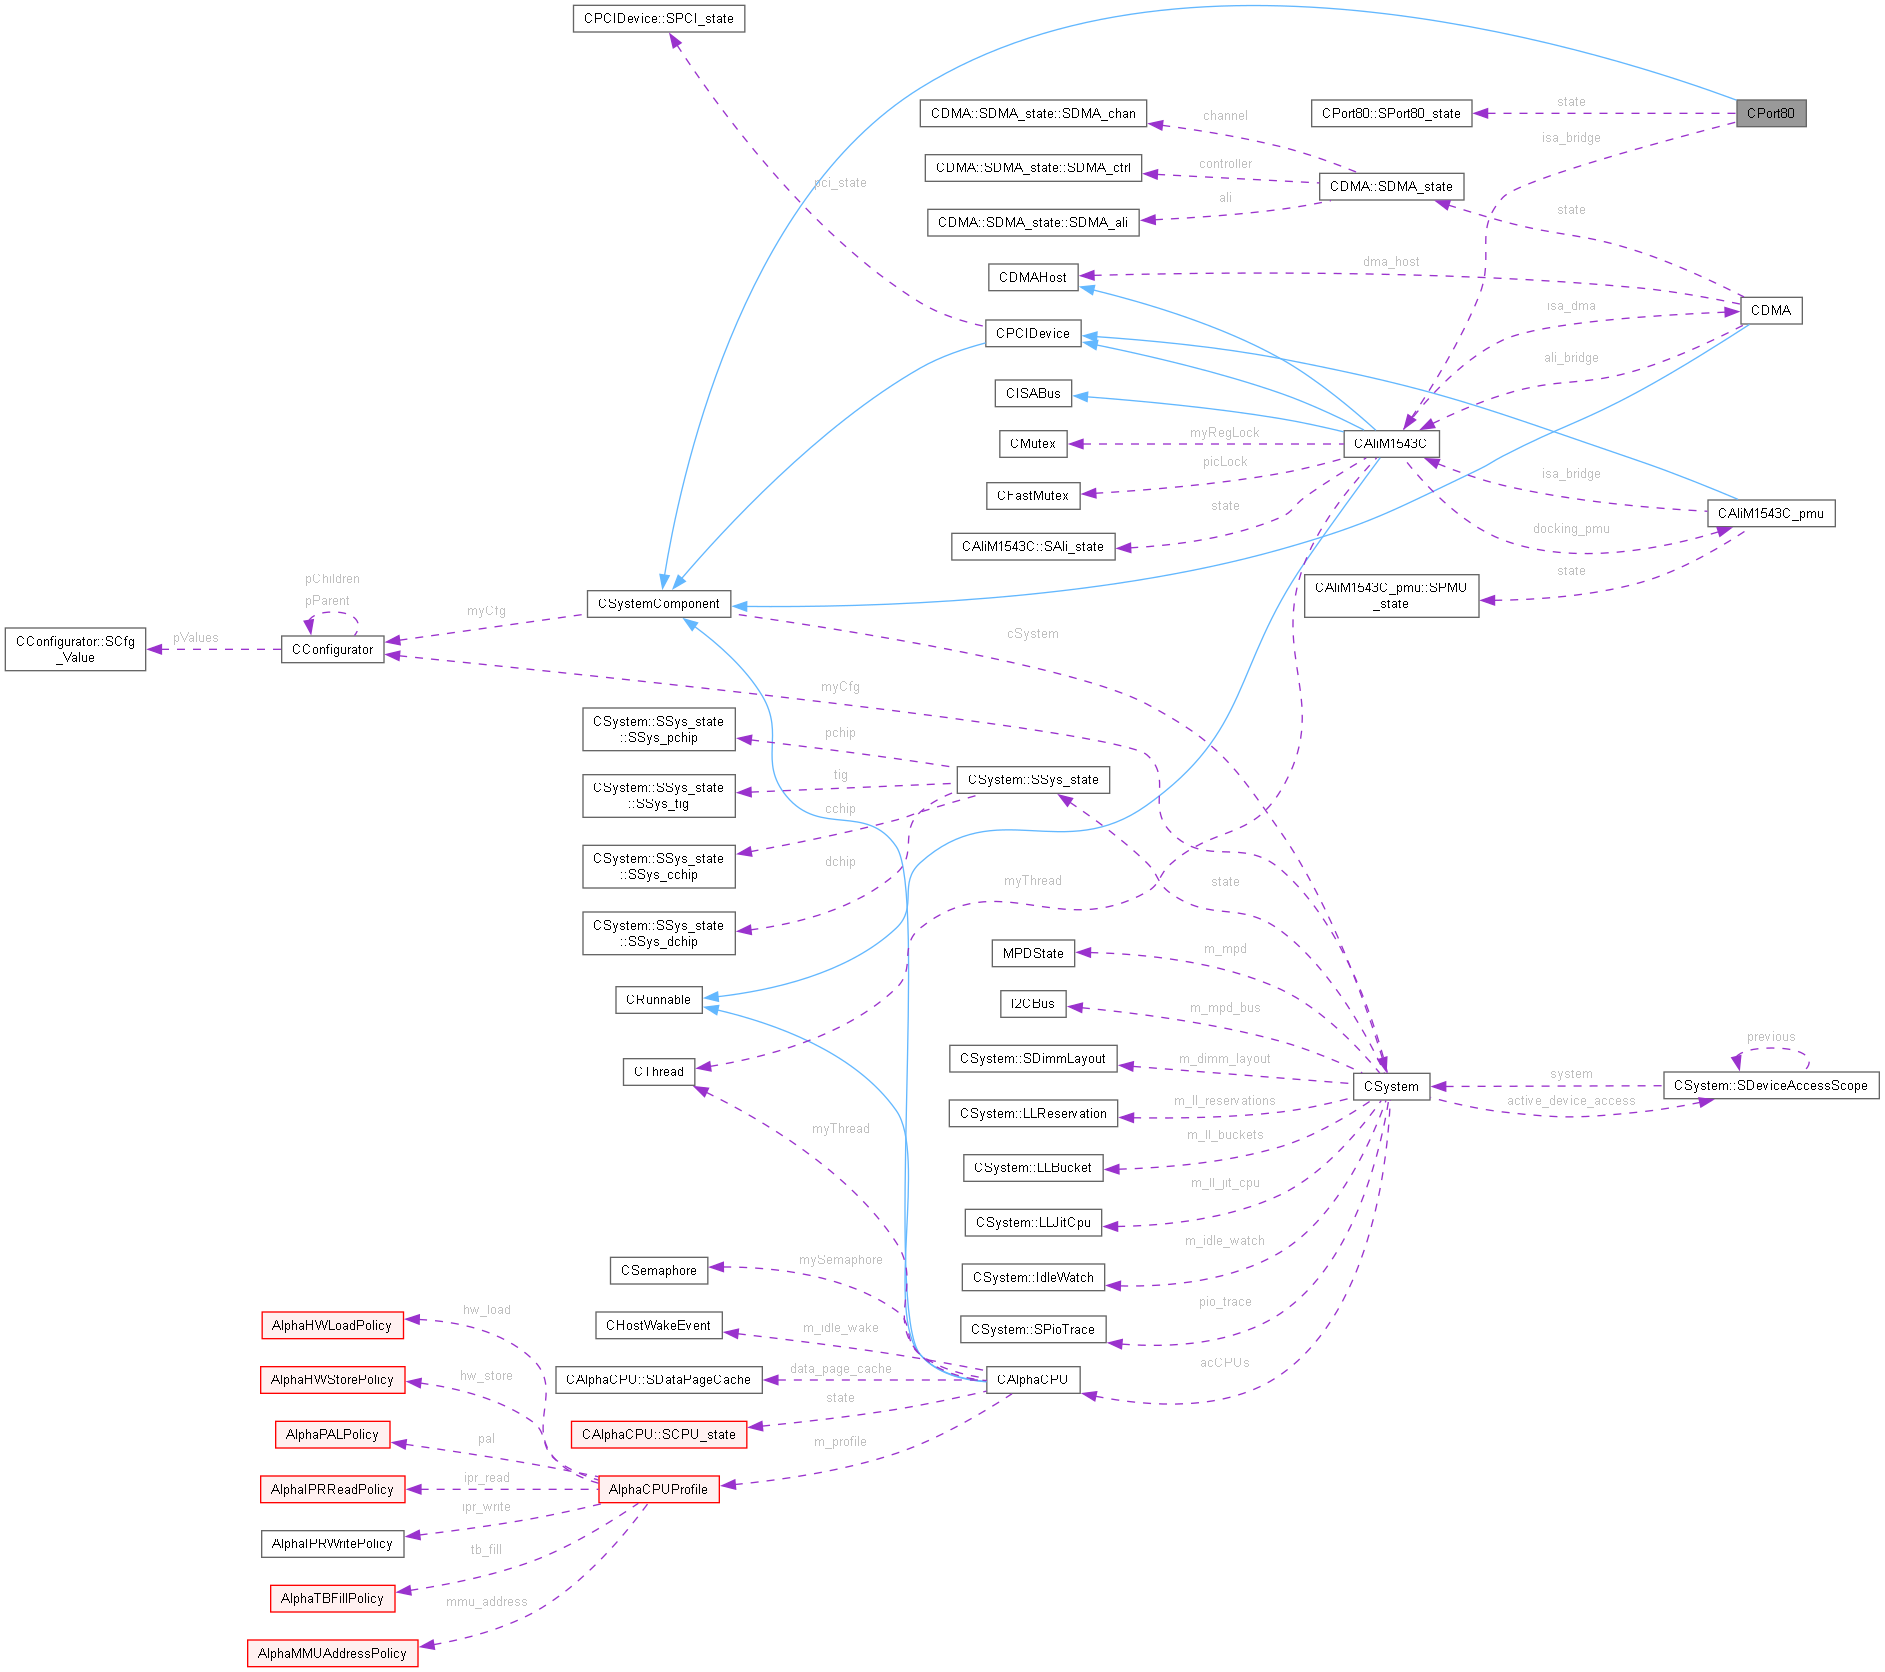 CPCIDevice::SPCI_state
CDMA::SDMA_state::SDMA_chan
channel
CPort80::SPort80_state
state
CPort80
isa_bridge
CDMA::SDMA_state::SDMA_ctrl
controller
pci_state
CDMA::SDMA_state
ali
state
CDMA::SDMA_state::SDMA_ali
dma_host
CDMAHost
isa_dma
CDMA
CPCIDevice
ali_bridge
CISABus
myRegLock
CMutex
CAliM1543C
picLock
isa_bridge
CFastMutex
state
CAliM1543C_pmu
docking_pmu
CAliM1543C::SAli_state
state
pChildren
CAliM1543C_pmu::SPMU
_state
pParent
myCfg
CSystemComponent
cSystem
CConfigurator::SCfg
_Value
pValues
CConfigurator
myCfg
CSystem::SSys_state
::SSys_pchip
pchip
tig
CSystem::SSys_state
CSystem::SSys_state
::SSys_tig
cchip
CSystem::SSys_state
::SSys_cchip
dchip
myThread
state
CSystem::SSys_state
::SSys_dchip
m_mpd
MPDState
CRunnable
I2CBus
m_mpd_bus
previous
CSystem::SDimmLayout
m_dimm_layout
CThread
system
CSystem
CSystem::SDeviceAccessScope
m_ll_reservations
active_device_access
CSystem::LLReservation
myThread
m_ll_buckets
CSystem::LLBucket
m_ll_jit_cpu
CSystem::LLJitCpu
m_idle_watch
mySemaphore
CSemaphore
CSystem::IdleWatch
hw_load
pio_trace
AlphaHWLoadPolicy
CHostWakeEvent
m_idle_wake
CSystem::SPioTrace
acCPUs
hw_store
AlphaHWStorePolicy
CAlphaCPU::SDataPageCache
data_page_cache
CAlphaCPU
state
pal
AlphaPALPolicy
CAlphaCPU::SCPU_state
m_profile
ipr_read
AlphaIPRReadPolicy
AlphaCPUProfile
ipr_write
AlphaIPRWritePolicy
tb_fill
AlphaTBFillPolicy
mmu_address
AlphaMMUAddressPolicy